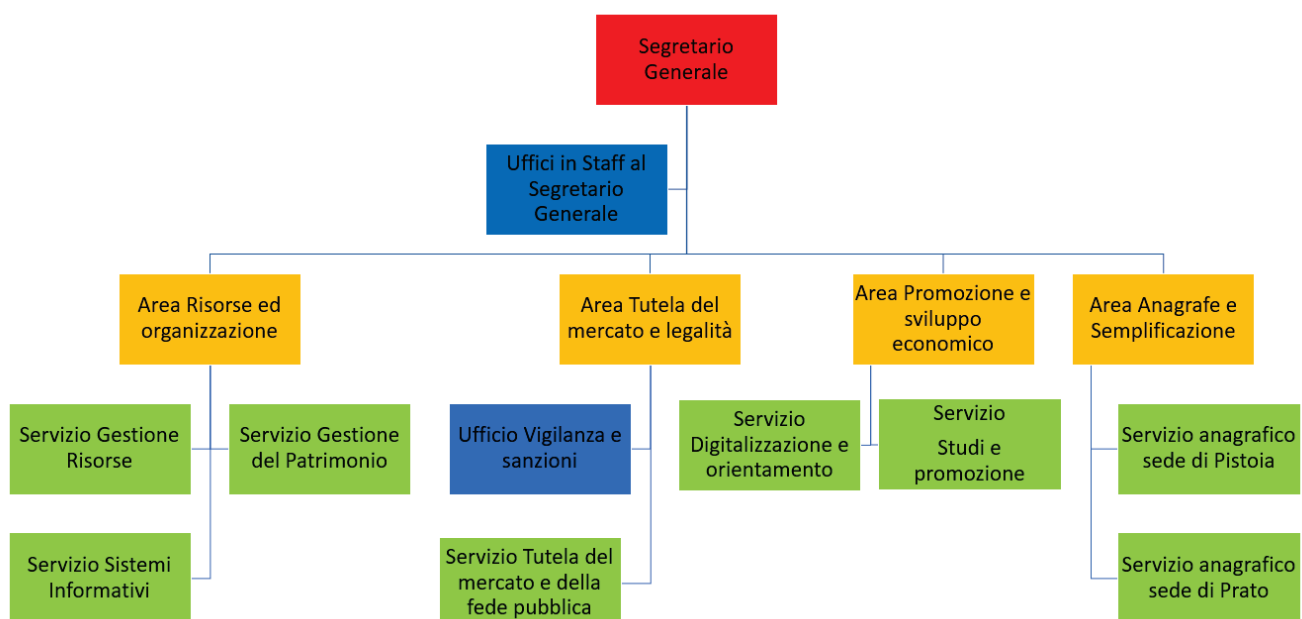 Segretario
Generale
Uffici in Staff al
Segretario
Generale
Area Risorse ed
organizzazione
Area Tutela del
mercato e legalità
Area Promozione e
sviluppo
economico
Area Anagrafe e
Semplificazione
Servizio Gestione
Risorse
Servizio Gestione
del Patrimonio
Ufficio Vigilanza e
sanzioni
Servizio
Digitalizzazione e
orientamento
Servizio
Studi e
promozione
Servizio anagrafico
sede di Pistoia
Servizio Sistemi
Informativi
Servizio Tutela del
mercato e della
fede pubblica
Servizio anagrafico
sede di Prato